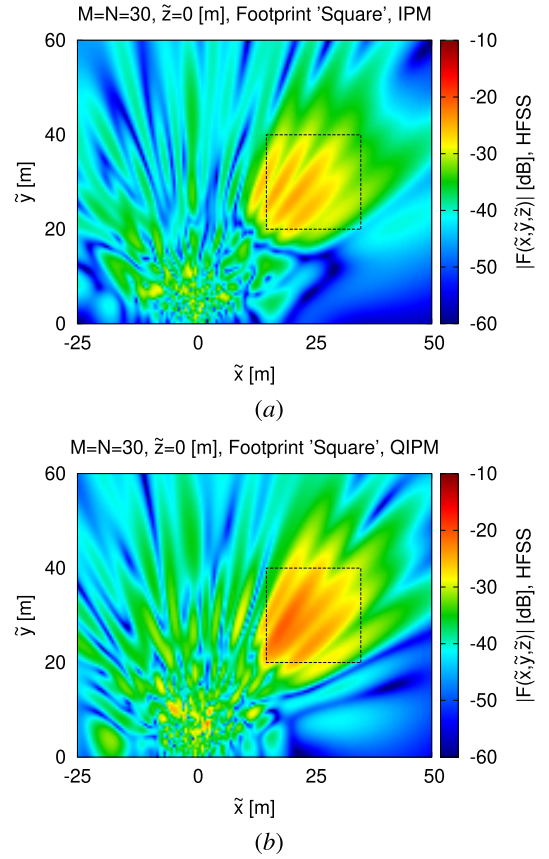 M=N=30, z̃=0 [m], Footprint 'Square', IPM
60
40
20
0
ỹ [m]
-25 0 25 50
x̃ [m]
-10
-20
-30
-40
-50
-60
|F(x̃,ỹ,z̃)| [dB], HFSS
(a)
M=N=30, z̃=0 [m], Footprint 'Square', QIPM
60
40
20
0
ỹ [m]
-25 0 25 50
x̃ [m]
-10
-20
-30
-40
-50
-60
|F(x̃,ỹ,z̃)| [dB], HFSS
(b)